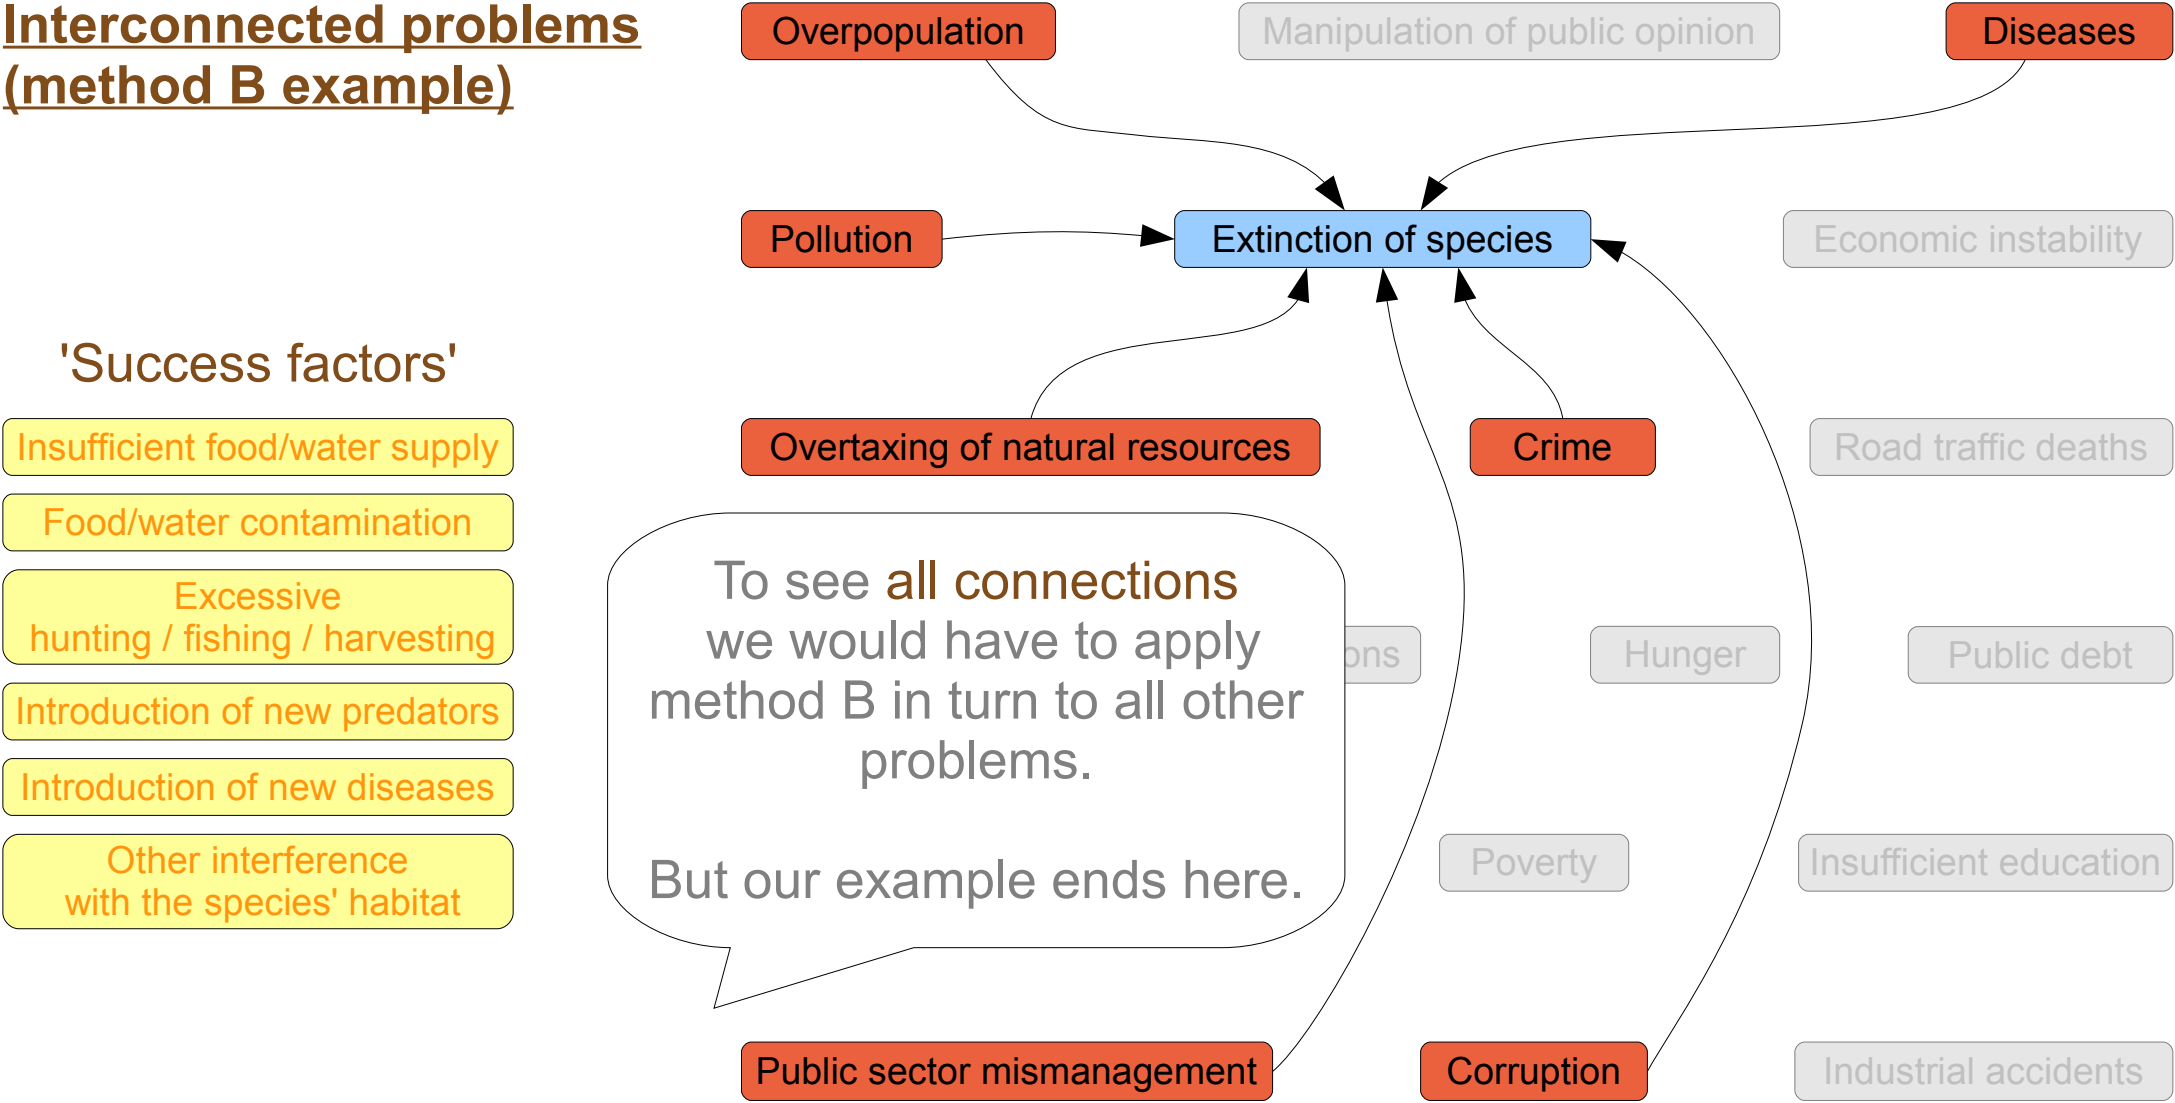 Interconnected problems
(method B example)
Overpopulation
Manipulation of public opinion
Diseases
Pollution
Extinction of species
Economic instability
'Success factors'
Insufficient food/water supply
Food/water contamination
Excessive
hunting / fishing / harvesting
Introduction of new predators
Introduction of new diseases
Other interference
with the species' habitat
Overtaxing of natural resources
Crime
Road traffic deaths
To see all connections
we would have to apply
method B in turn to all other
problems.
But our example ends here.
Hunger
Public debt
Poverty
Insufficient education
Public sector mismanagement
Corruption
Industrial accidents